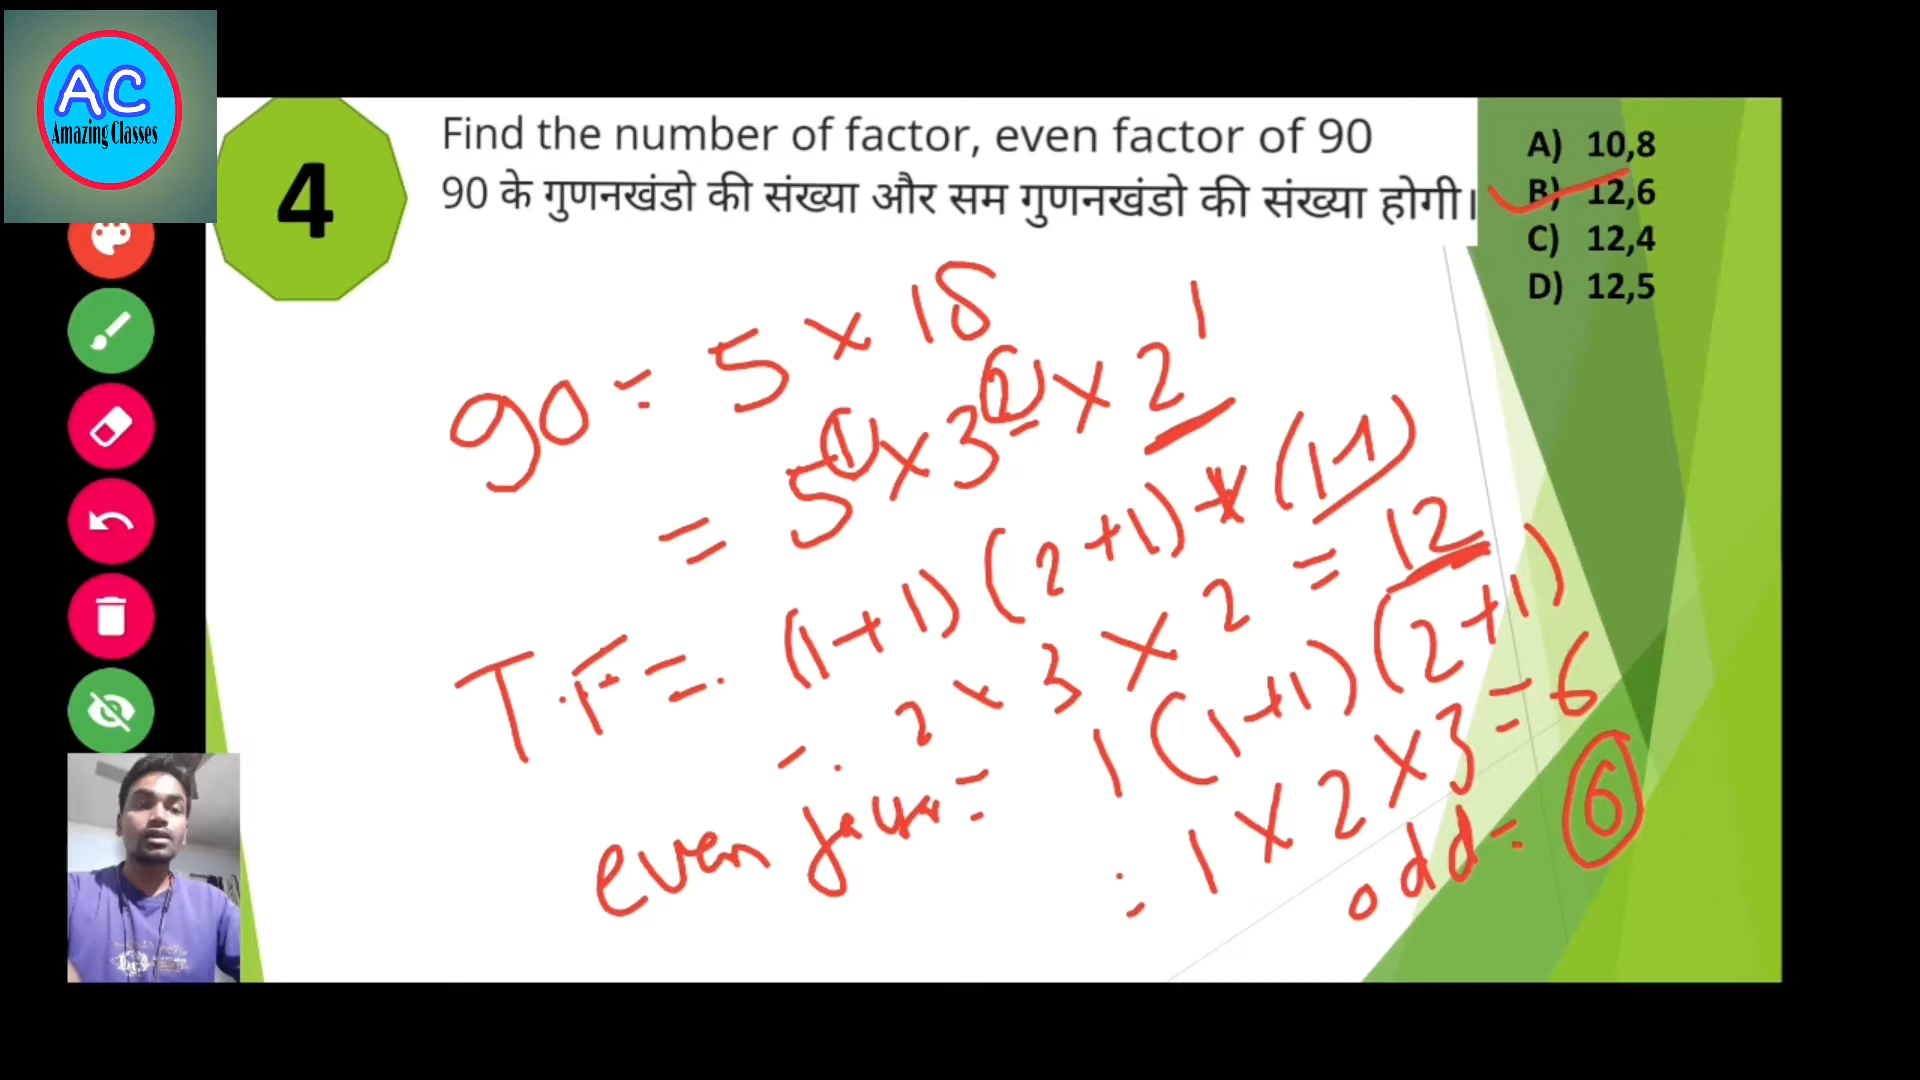 AC
Amazing Classes
4
Find the number of factor, even factor of 90
90 के गुणनखंडो की संख्या और सम गुणनखंडो की संख्या होगी।
A) 10,8
B) 12,6
C) 12,4
D) 12,5
90 = 5 × 18
= 5¹ × 3² × 2¹
T.F = (1+1) (2+1) * (1+1)
= 2 × 3 × 2 = 12
even factor = 1 (1+1) (2+1)
= 1 × 2 × 3 = 6
odd = 6